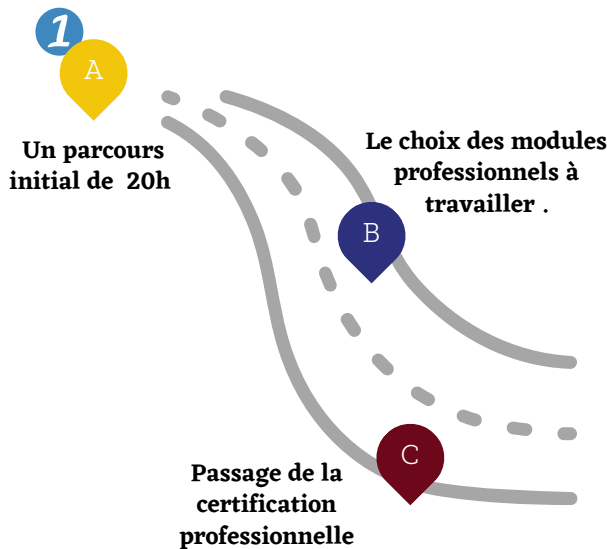 1
A
Un parcours
initial de 20h
Le choix des modules
professionnels à
travailler .
B
C
Passage de la
certification
professionnelle